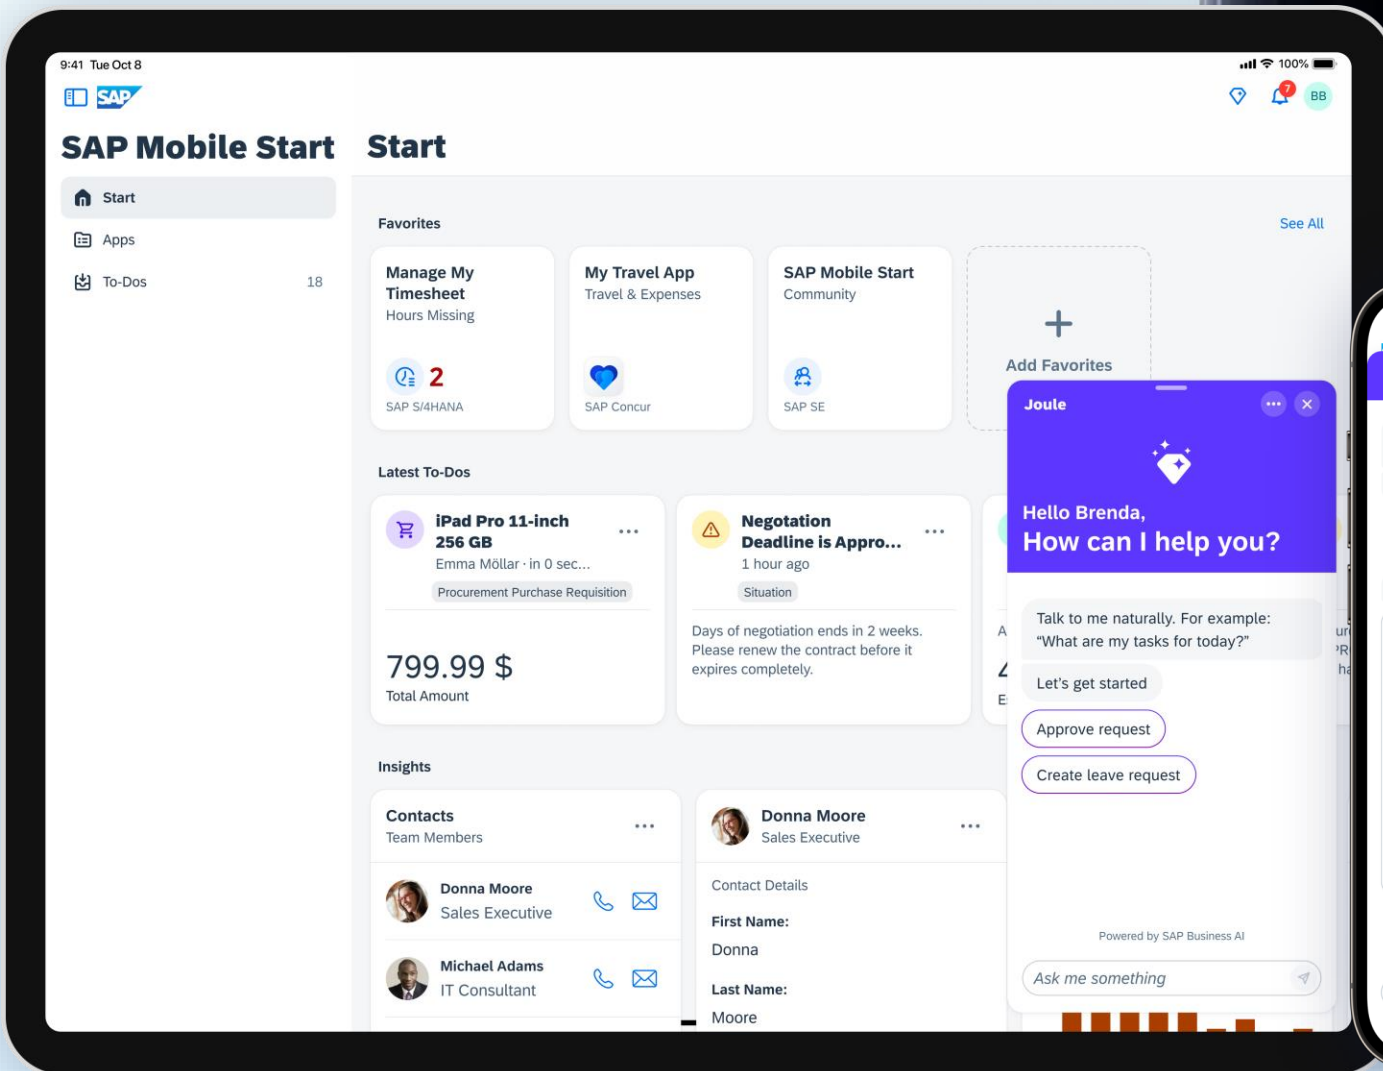 9:41 Tue Oct 8
100%
SAP
7
BB
SAP Mobile Start
Start
Apps
To-Dos
18
Start
Favorites
See All
Manage My
Timesheet
Hours Missing
2
SAP S/4HANA
My Travel App
Travel & Expenses
SAP Concur
SAP Mobile Start
Community
SAP SE
Add Favorites
Latest To-Dos
iPad Pro 11-inch
256 GB
Emma Möllar · in 0 sec...
Procurement Purchase Requisition
799.99 $
Total Amount
Negotation
Deadline is Appro...
1 hour ago
Situation
Days of negotiation ends in 2 weeks.
Please renew the contract before it
expires completely.
Insights
Contacts
Team Members
Donna Moore
Sales Executive
Michael Adams
IT Consultant
Donna Moore
Sales Executive
Contact Details
First Name:
Donna
Last Name:
Moore
Joule
Hello Brenda,
How can I help you?
Talk to me naturally. For example:
“What are my tasks for today?”
Let's get started
Approve request
Create leave request
Powered by SAP Business AI
Ask me something